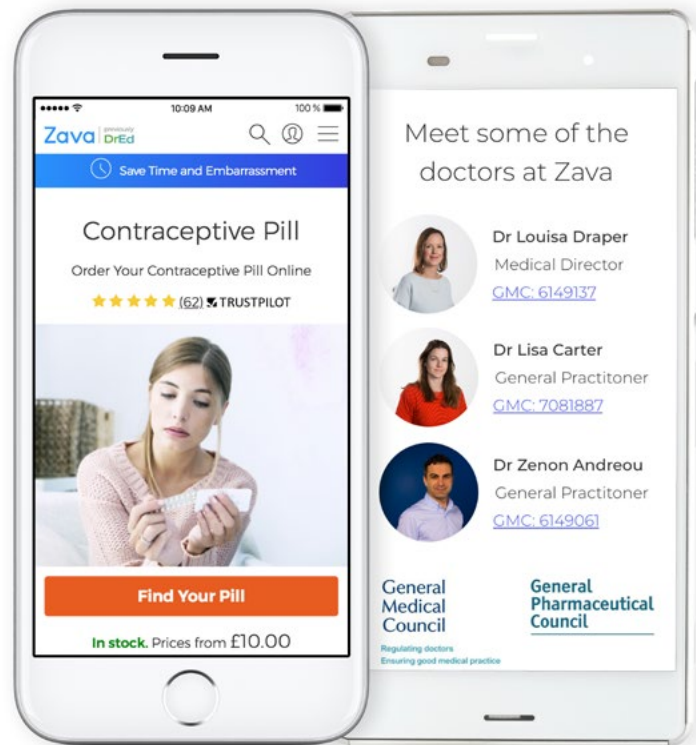 10:09 AM
100 %
Zava previously DrEd
Save Time and Embarrassment
Contraceptive Pill
Order Your Contraceptive Pill Online
(62) TRUSTPILOT
Find Your Pill
In stock. Prices from £10.00
Meet some of the
doctors at Zava
Dr Louisa Draper
Medical Director
GMC: 6149137
Dr Lisa Carter
General Practitoner
GMC: 7081887
Dr Zenon Andreou
General Practitoner
GMC: 6149061
General
Medical
Council
Regulating doctors
Ensuring good medical practice
General
Pharmaceutical
Council